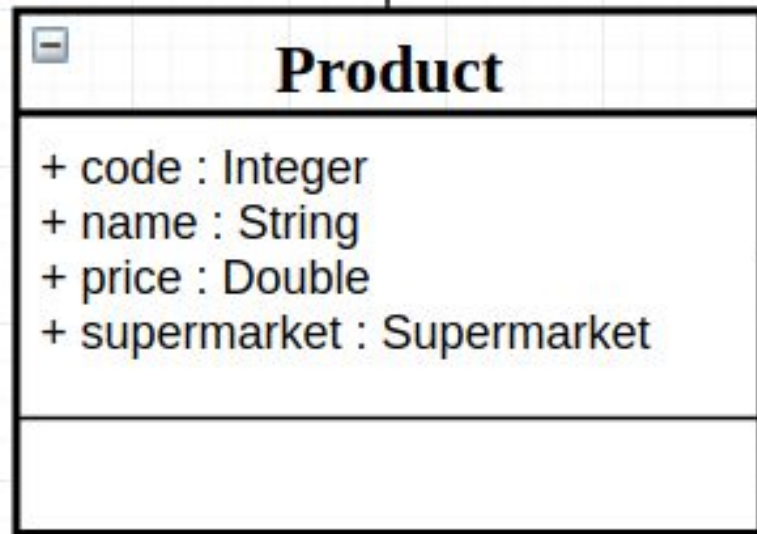 Product
+ code : Integer
+ name : String
+ price : Double
+ supermarket : Supermarket